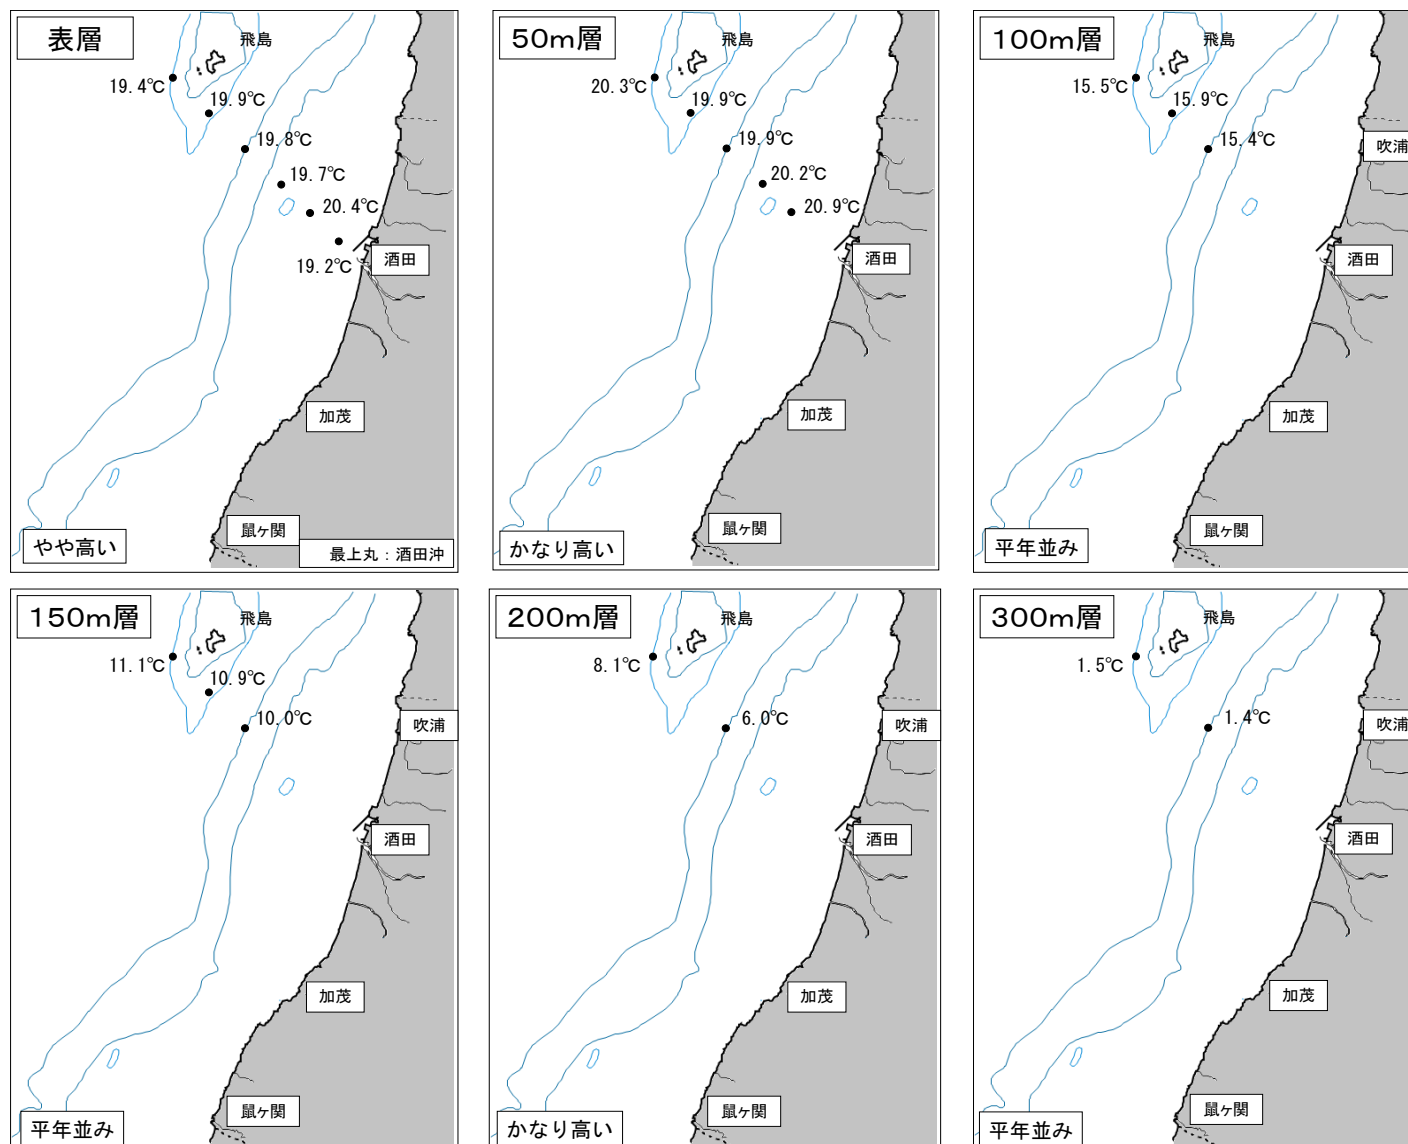 表層
飛島
19.4℃
19.9℃
19.8℃
19.7℃
20.4℃
19.2℃
酒田
加茂
鼠ヶ関
やや高い
最上丸：酒田沖
50m層
飛島
20.3℃
19.9℃
19.9℃
20.2℃
20.9℃
酒田
加茂
鼠ヶ関
かなり高い
100m層
飛島
15.5℃
15.9℃
15.4℃
吹浦
酒田
加茂
鼠ヶ関
平年並み
150m層
飛島
11.1℃
10.9℃
10.0℃
吹浦
酒田
加茂
鼠ヶ関
平年並み
200m層
飛島
8.1℃
6.0℃
吹浦
酒田
加茂
鼠ヶ関
かなり高い
300m層
飛島
1.5℃
1.4℃
吹浦
酒田
加茂
鼠ヶ関
平年並み